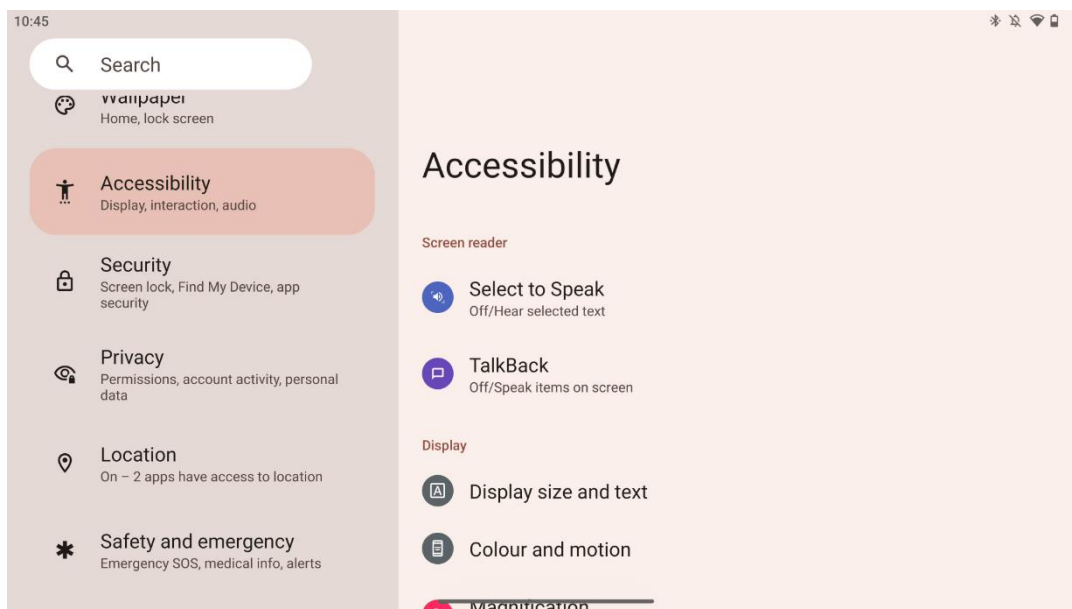 10:45
Search
Wallpaper
Home, lock screen
Accessibility
Display, interaction, audio
Security
Screen lock, Find My Device, app
security
Privacy
Permissions, account activity, personal
data
Location
On – 2 apps have access to location
Safety and emergency
Emergency SOS, medical info, alerts
Accessibility
Screen reader
Select to Speak
Off/Hear selected text
TalkBack
Off/Speak items on screen
Display
Display size and text
Colour and motion
Magnification